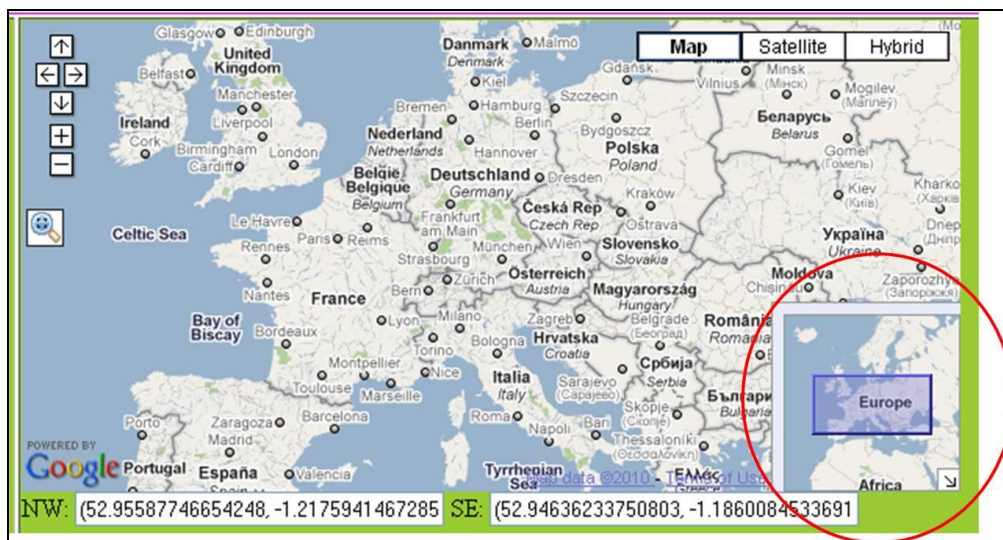 Glasgow Edinburgh
United
Kingdom
Danmark
Denmark
Malmö
Map Satellite Hybrid
Belfast
Kiel
Gdańsk
Vilnius
Minsk
(Мінск)
Mogilev
Manchester
Bremen
Hamburg
Szczecin
Ireland
Liverpool
Berlin
Bydgoszcz
Беларусь
Belarus
Cork
Birmingham
Cardiff
London
Nederland
Netherlands
Hannover
Polska
Poland
Gomel
(Гомель)
België
Belgique
Belgium
Deutschland
Germany
Dresden
Kraków
Kiev
(Київ)
Kharko
Celtic Sea
Le Havre
Paris Reims
Frankfurt
am Main
Česká Rep
Czech Rep
Ostrava
Україна
Ukraine
Dnep
(Дніпр
Rennes
Strasbourg
München
Wien
Slovensko
Slovakia
Nantes
France
Bern
Zürich
Österreich
Austria
Magyarország
Hungary
Moldova
Chişinău
Zaporozhye
Bay of
Biscay
Bordeaux
Lyon
Milano
Torino
Zagreb
Hrvatska
Croatia
Belgrade
(Београд)
România
Romania
Bologna
Montpellier
Toulouse
Marseille
Nice
Italia
Italy
Sarajevo
(Сарајево)
Србија
Serbia
Europe
Porto
Zaragoza
Barcelona
Roma
Napoli
Bari
Skopje
(Скопје)
Българи
Bulgaria
Madrid
Thessaloniki
(Θεσσαλονίκη)
POWERED BY
Google
Portugal
España
Spain
Valencia
Tyrrhenian
Sea
Map data ©2010 - Terms of Use
Ελλάς
Greece
Africa
NW: (52.95587746654248, -1.2175941467285 SE: (52.94636233750803, -1.1860084533691